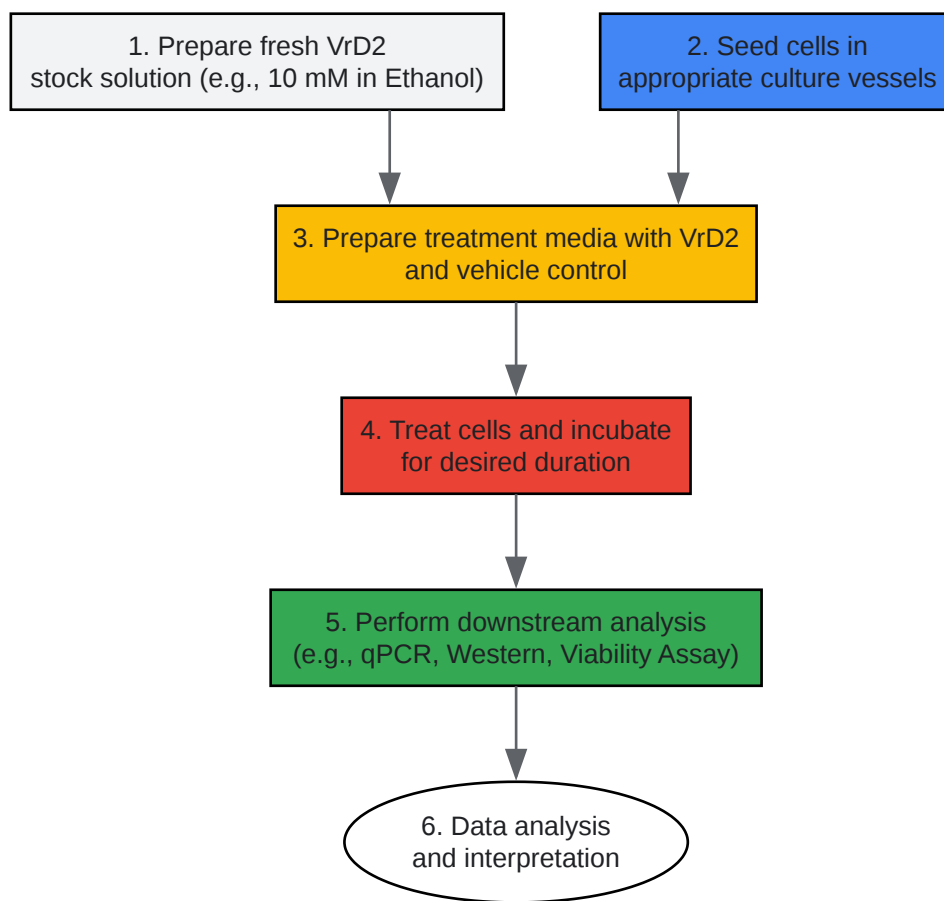 1. Prepare fresh VrD2
stock solution (e.g., 10 mM in Ethanol)
2. Seed cells in
appropriate culture vessels
3. Prepare treatment media with VrD2
and vehicle control
4. Treat cells and incubate
for desired duration
5. Perform downstream analysis
(e.g., qPCR, Western, Viability Assay)
6. Data analysis
and interpretation